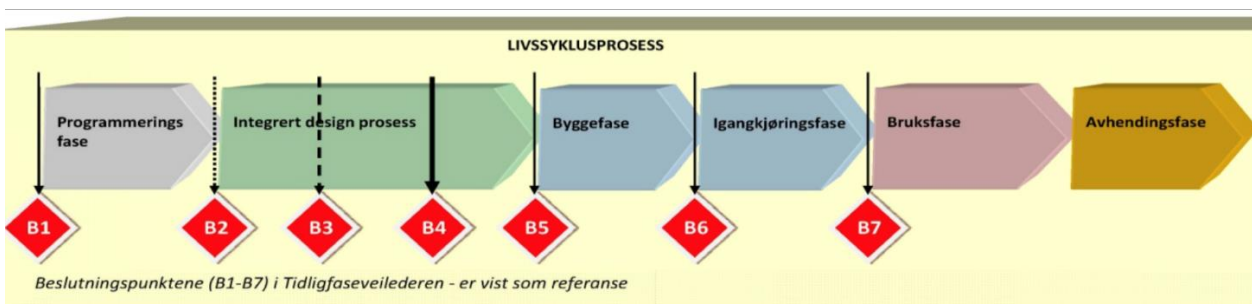 LIVSSYKLUSPROSESS
Programmerings
fase
Integrert design prosess
Byggefase
Igangkjøringsfase
Bruksfase
Avhendingsfase
B1
B2
B3
B4
B5
B6
B7
Beslutningspunktene (B1-B7) i Tidligfaseveilederen - er vist som referanse